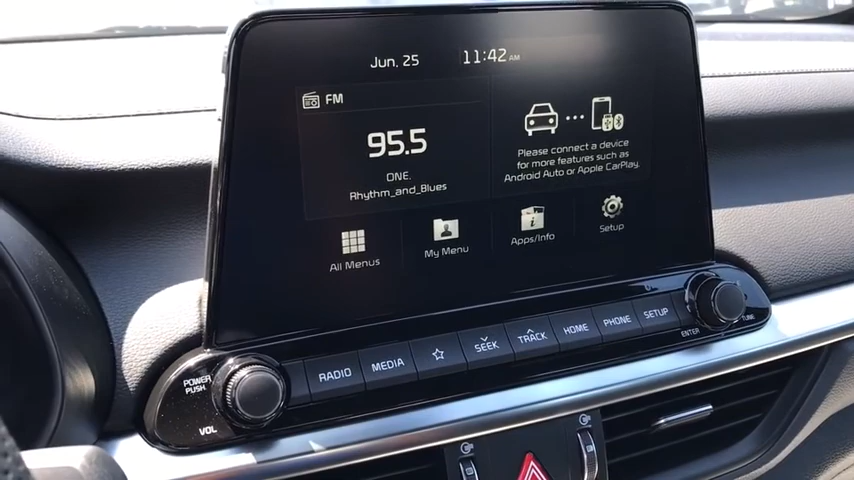 Jun. 25 11:42 AM
FM
95.5
ONE.
Rhythm_and_Blues
Please connect a device
for more features such as
Android Auto or Apple CarPlay.
All Menus
My Menu
Apps/Info
Setup
POWER
PUSH
VOL
RADIO
MEDIA
SEEK
TRACK
HOME
PHONE
SETUP
ENTER
TUNE